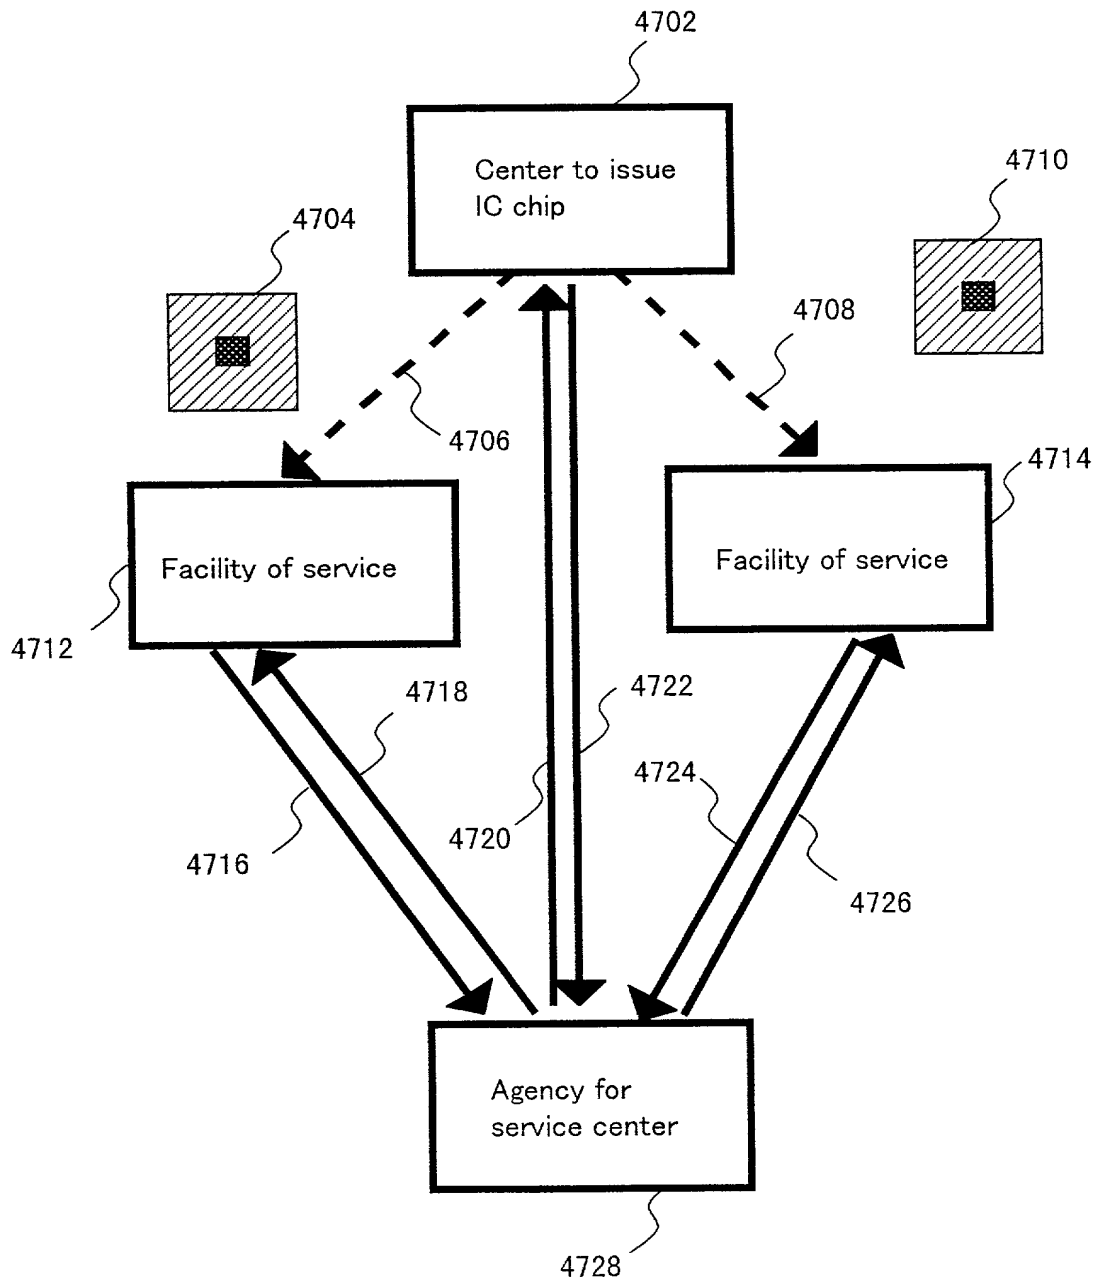 4702
Center to issue
IC chip
4710
4704
4708
4706
4714
Facility of service
Facility of service
4712
4718
4722
4724
4720
4716
4726
Agency for
service center
4728